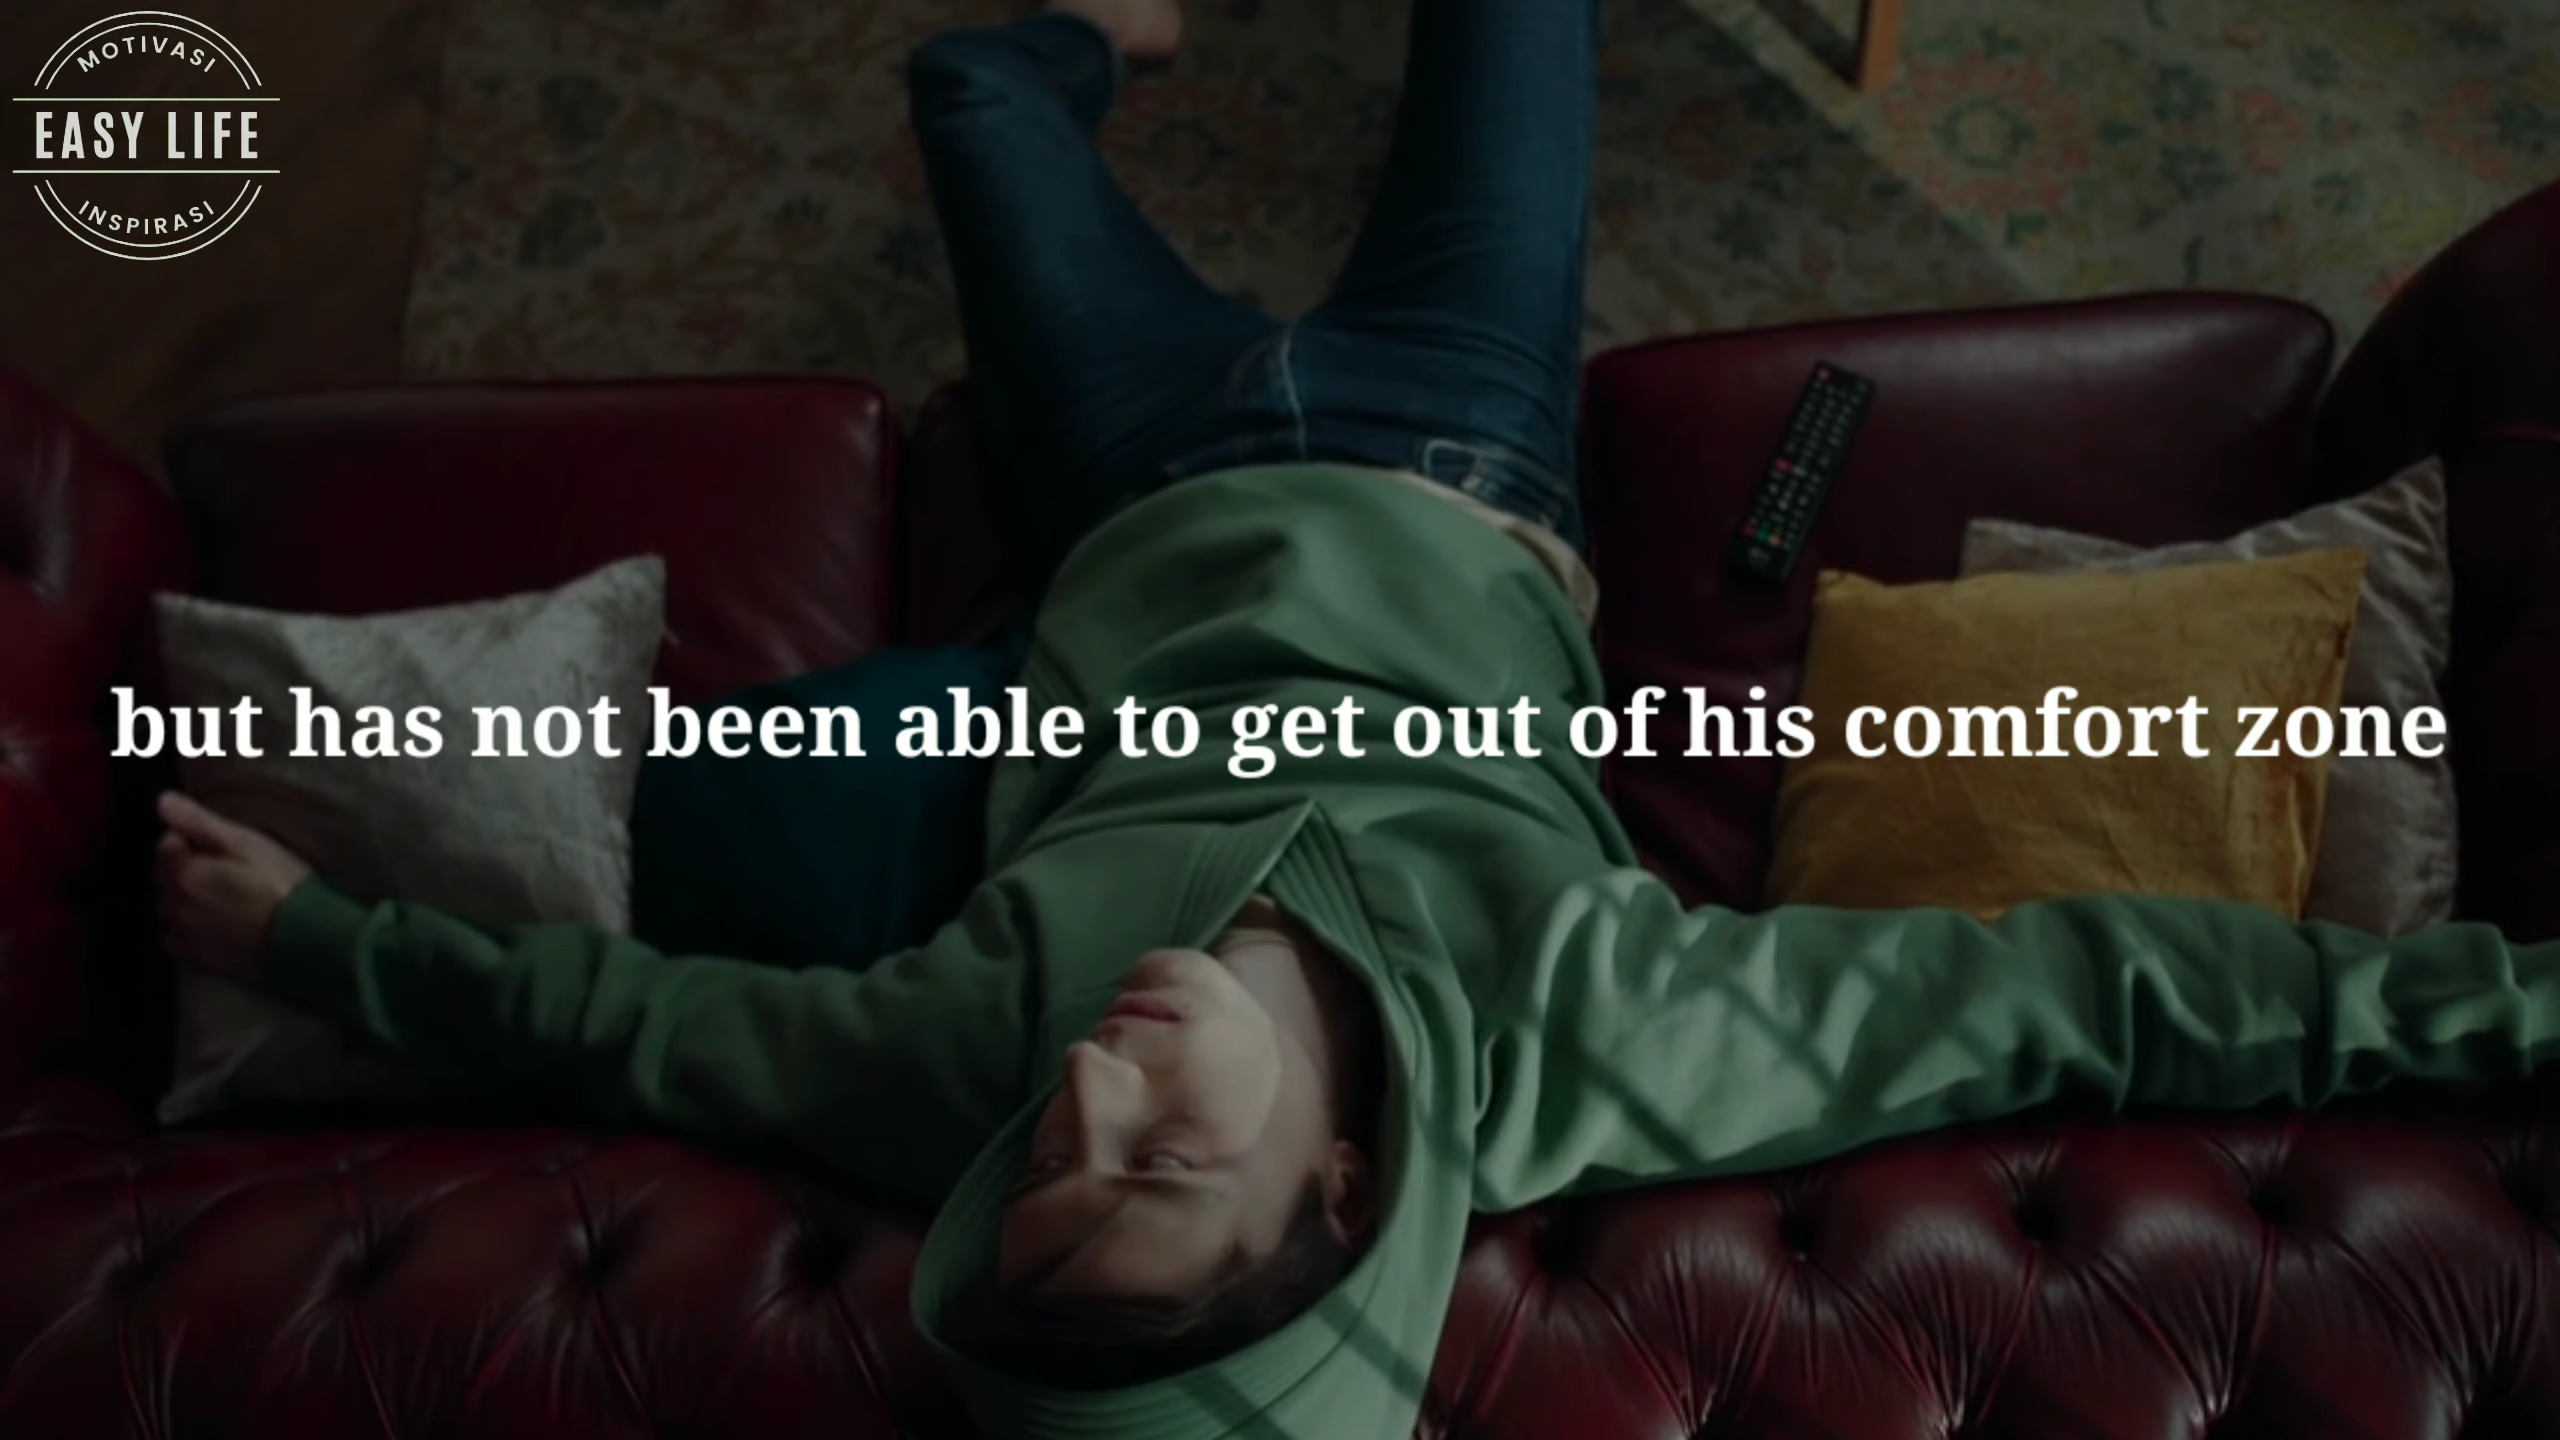 MOTIVASI
EASY LIFE
INSPIRASI
but has not been able to get out of his comfort zone